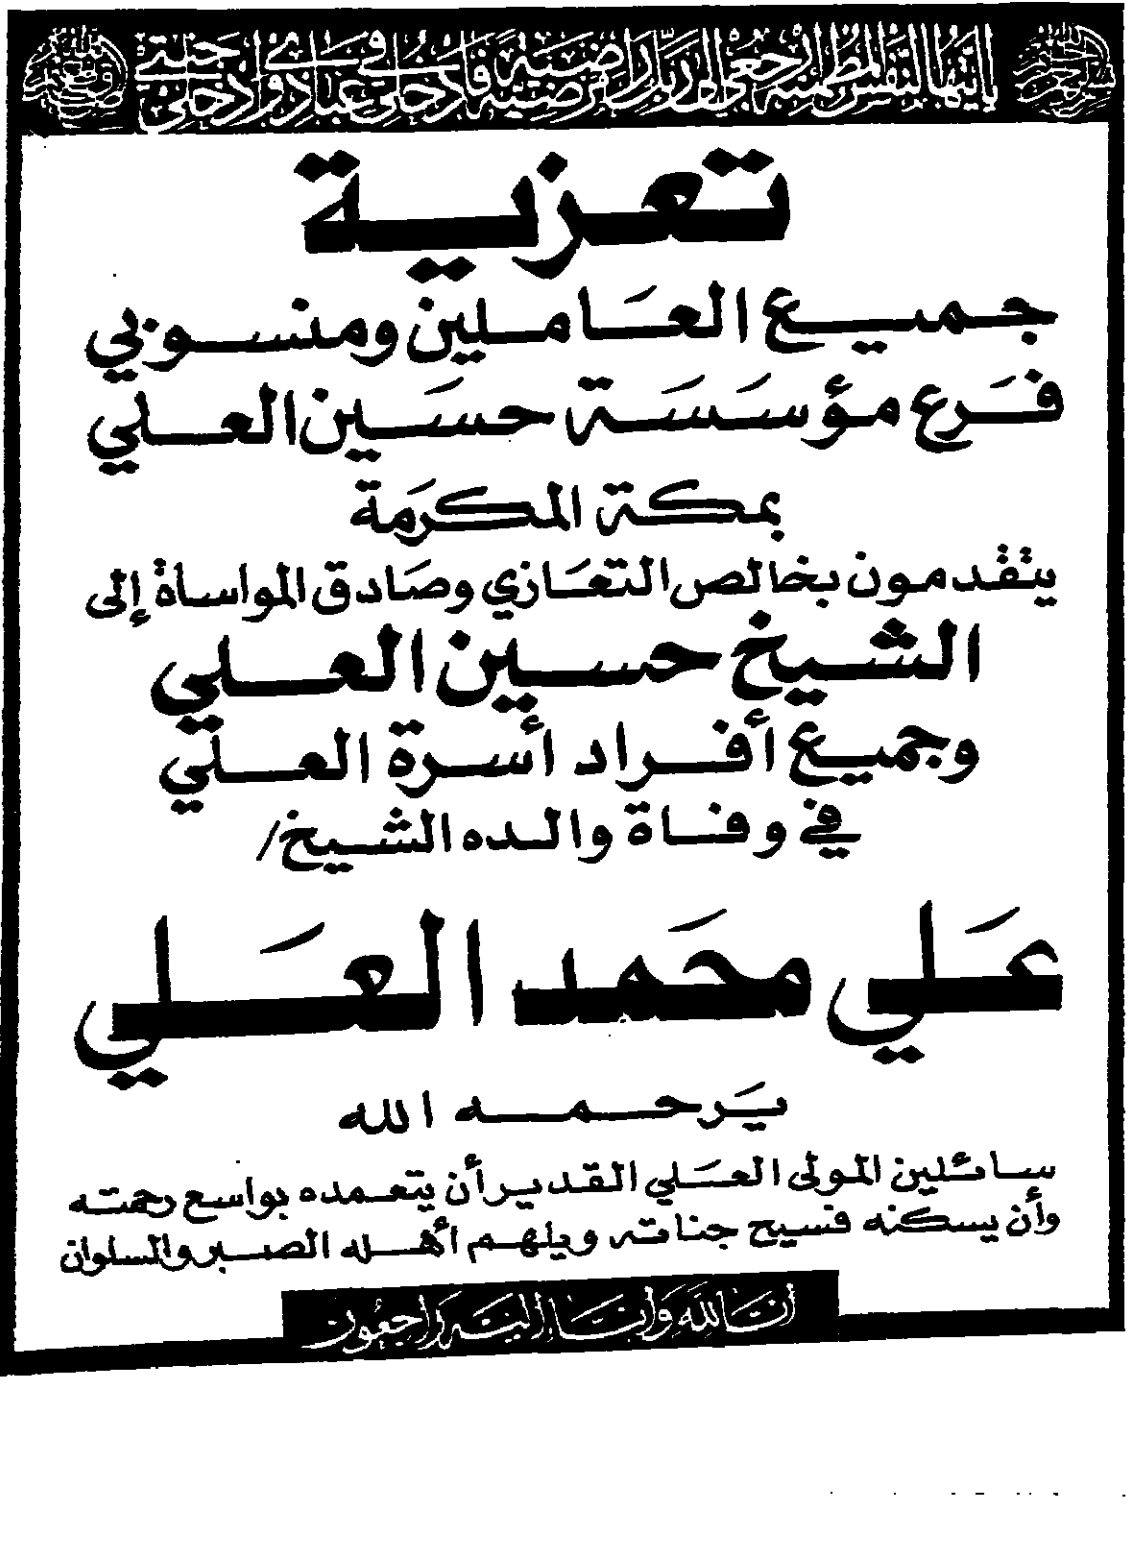 يا أيتها النفس المطمئنة ارجعي إلى ربك راضية مرضية فادخلي في عبادي وادخلي جنتي
تعزية
جميع العاملين ومنسوبي
فرع مؤسسة حسين العلي
بمكة المكرمة
يتقدمون بخالص التعازي وصادق المواساة إلى
الشيخ حسين العلي
وجميع أفراد أسرة العلي
في وفاة والده الشيخ/
علي محمد العلي
يرحمه الله
سائلين المولى العلي القدير أن يتغمده بواسع رحمته
وأن يسكنه فسيح جناته ويلهم أهله الصبر والسلوان
إنا لله وإنا إليه راجعون